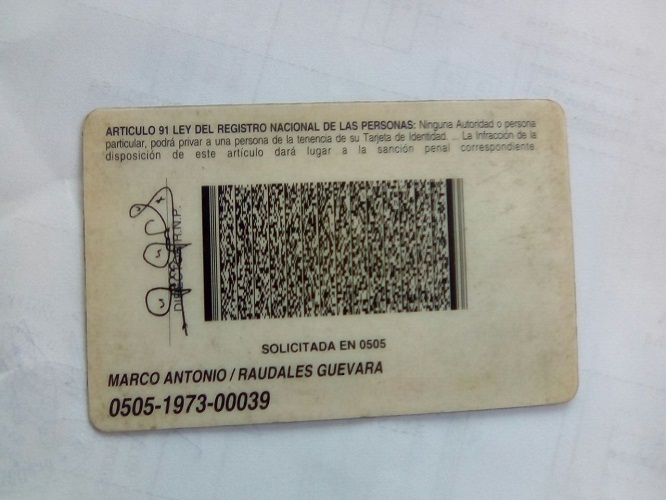 ARTICULO 91 LEY DEL REGISTRO NACIONAL DE LAS PERSONAS: Ninguna Autoridad o persona
particular, podrá privar a una persona de la tenencia de su Tarjeta de Identidad. ... La Infracción de la
disposición de este artículo dará lugar a la sanción penal correspondiente
DIRECTOR R.N.P.
SOLICITADA EN 0505
MARCO ANTONIO / RAUDALES GUEVARA
0505-1973-00039